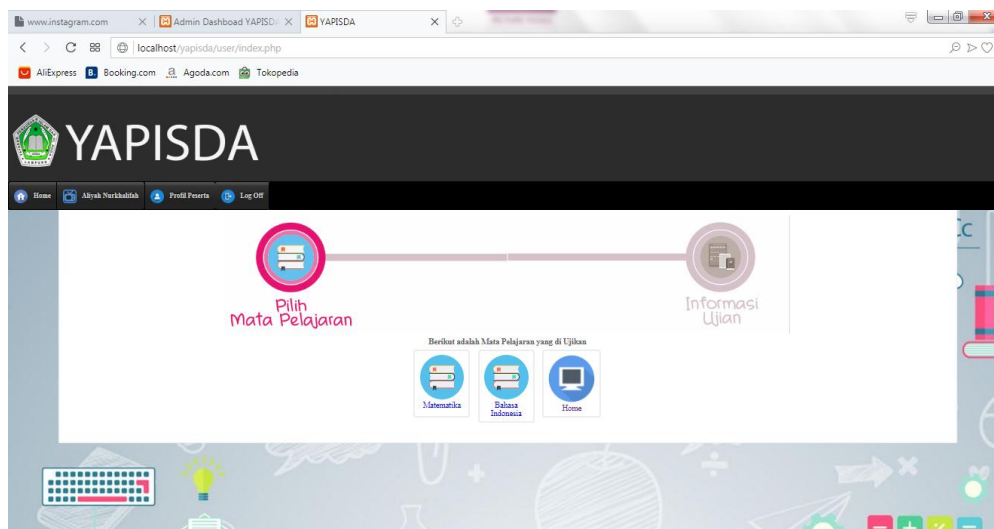 www.instagram.com
Admin Dashboad YAPISD
YAPISDA
localhost/yapisda/user/index.php
AliExpress
B. Booking.com
a Agoda.com
Tokopedia
YAPISDA
Home
Aliyah Nurkhalifah
Profil Peserta
Log Off
Cc
Pilih
Mata Pelajaran
Informasi
Ujian
Berikut adalah Mata Pelajaran yang di Ujikan
Matematika
Bahasa
Indonesia
Home